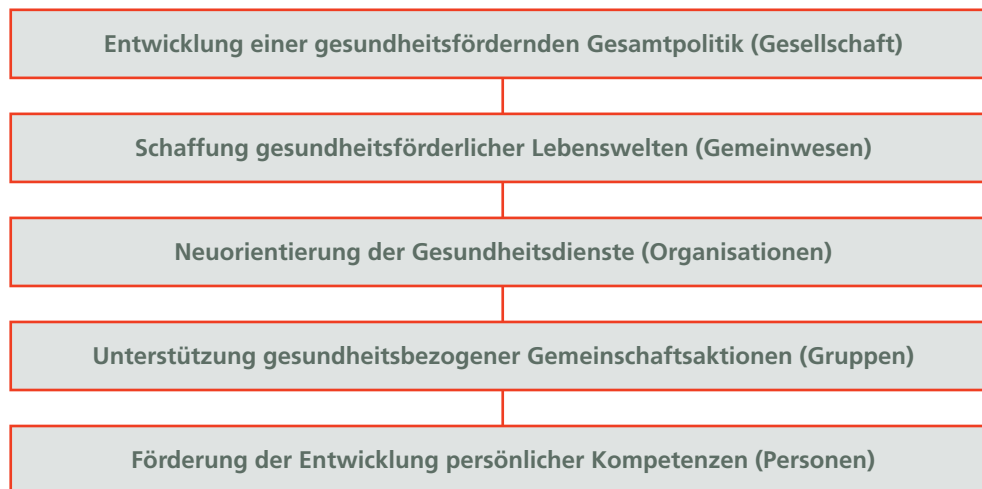 Entwicklung einer gesundheitsfördernden Gesamtpolitik (Gesellschaft)
Schaffung gesundheitsförderlicher Lebenswelten (Gemeinwesen)
Neuorientierung der Gesundheitsdienste (Organisationen)
Unterstützung gesundheitsbezogener Gemeinschaftsaktionen (Gruppen)
Förderung der Entwicklung persönlicher Kompetenzen (Personen)